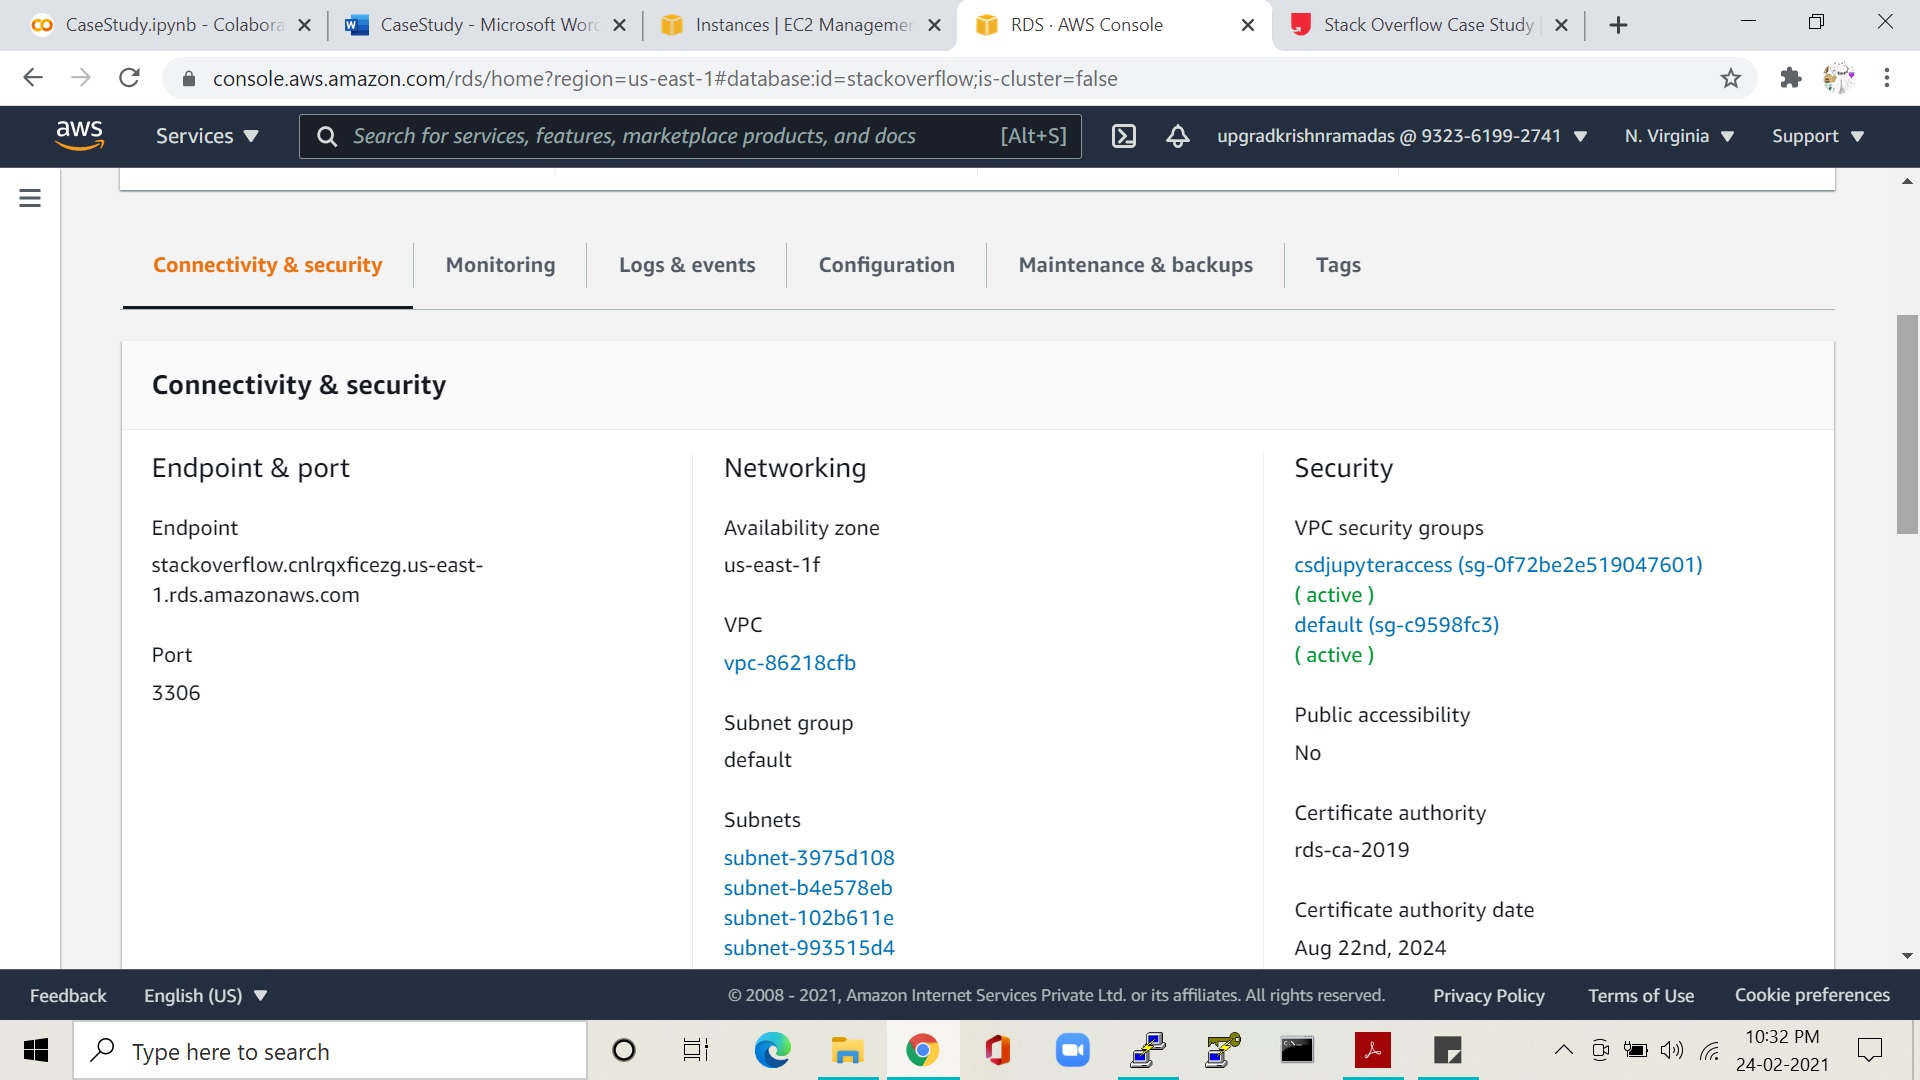 CaseStudy.ipynb - Colabora
CaseStudy - Microsoft Word
Instances | EC2 Managemen
RDS · AWS Console
Stack Overflow Case Study |
console.aws.amazon.com/rds/home?region=us-east-1#database:id=stackoverflow;is-cluster=false
aws
Services
Search for services, features, marketplace products, and docs
[Alt+S]
upgradkrishnramadas @ 9323-6199-2741
N. Virginia
Support
Connectivity & security
Monitoring
Logs & events
Configuration
Maintenance & backups
Tags
Connectivity & security
Endpoint & port
Endpoint
stackoverflow.cnlrqxficezg.us-east-
1.rds.amazonaws.com
Port
3306
Networking
Availability zone
us-east-1f
VPC
vpc-86218cfb
Subnet group
default
Subnets
subnet-3975d108
subnet-b4e578eb
subnet-102b611e
subnet-993515d4
Security
VPC security groups
csdjupyteraccess (sg-0f72be2e519047601)
( active )
default (sg-c9598fc3)
( active )
Public accessibility
No
Certificate authority
rds-ca-2019
Certificate authority date
Aug 22nd, 2024
Feedback
English (US)
© 2008 - 2021, Amazon Internet Services Private Ltd. or its affiliates. All rights reserved.
Privacy Policy
Terms of Use
Cookie preferences
Type here to search
10:32 PM
24-02-2021